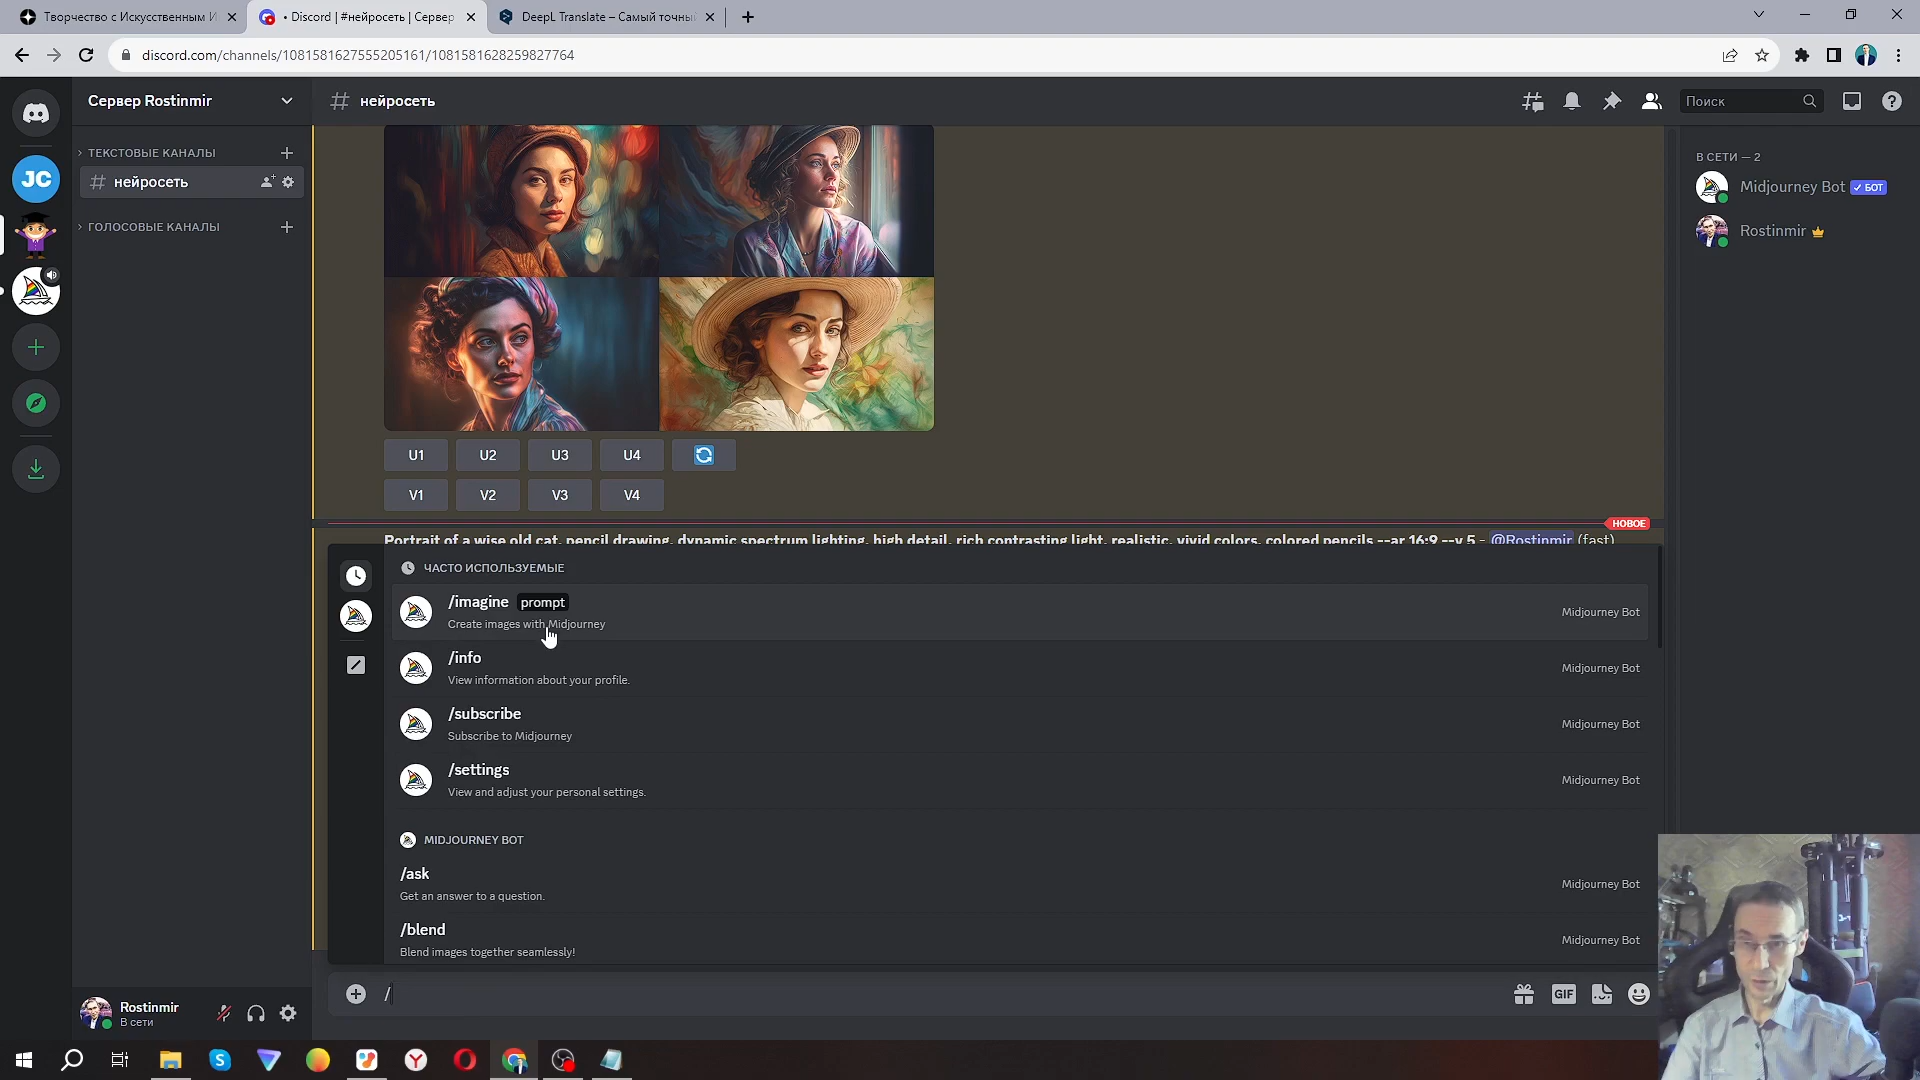 Творчество с Искусственным И
• Discord | #нейросеть | Сервер
DeepL Translate – Самый точны
discord.com/channels/1081581627555205161/1081581628259827764
Сервер Rostinmir
нейросеть
Поиск
ТЕКСТОВЫЕ КАНАЛЫ
нейросеть
ГОЛОСОВЫЕ КАНАЛЫ
JC
В СЕТИ — 2
Midjourney Bot ✓ БОТ
Rostinmir
U1 U2 U3 U4
V1 V2 V3 V4
НОВОЕ
Portrait of a wise old cat, pencil drawing, dynamic spectrum lighting, high detail, rich contrasting light, realistic, vivid colors, colored pencils --ar 16:9 --v 5 - @Rostinmir (fast)
ЧАСТО ИСПОЛЬЗУЕМЫЕ
/imagine prompt
Create images with Midjourney
Midjourney Bot
/info
View information about your profile.
Midjourney Bot
/subscribe
Subscribe to Midjourney
Midjourney Bot
/settings
View and adjust your personal settings.
Midjourney Bot
MIDJOURNEY BOT
/ask
Get an answer to a question.
Midjourney Bot
/blend
Blend images together seamlessly!
Midjourney Bot
/
GIF
Rostinmir
В сети